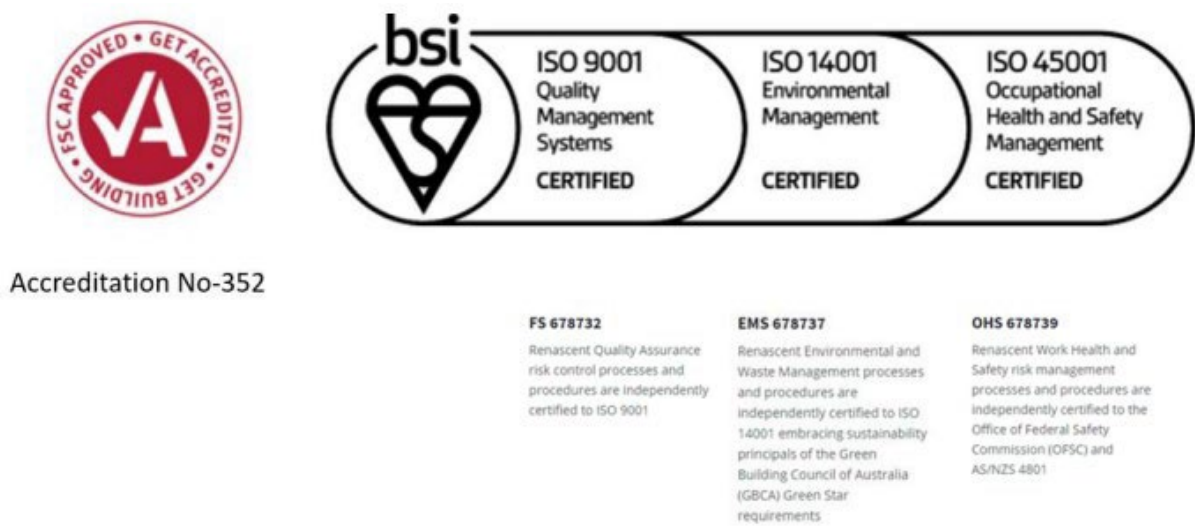 FSC APPROVED • GET ACCREDITED • GET BUILDING •
bsi
ISO 9001
Quality
Management
Systems
CERTIFIED
ISO 14001
Environmental
Management
CERTIFIED
ISO 45001
Occupational
Health and Safety
Management
CERTIFIED
Accreditation No-352
FS 678732
Renascent Quality Assurance
risk control processes and
procedures are independently
certified to ISO 9001
EMS 678737
Renascent Environmental and
Waste Management processes
and procedures are
independently certified to ISO
14001 embracing sustainability
principals of the Green
Building Council of Australia
(GBCA) Green Star
requirements
OHS 678739
Renascent Work Health and
Safety risk management
processes and procedures are
independently certified to the
Office of Federal Safety
Commission (OFSC) and
AS/NZS 4801